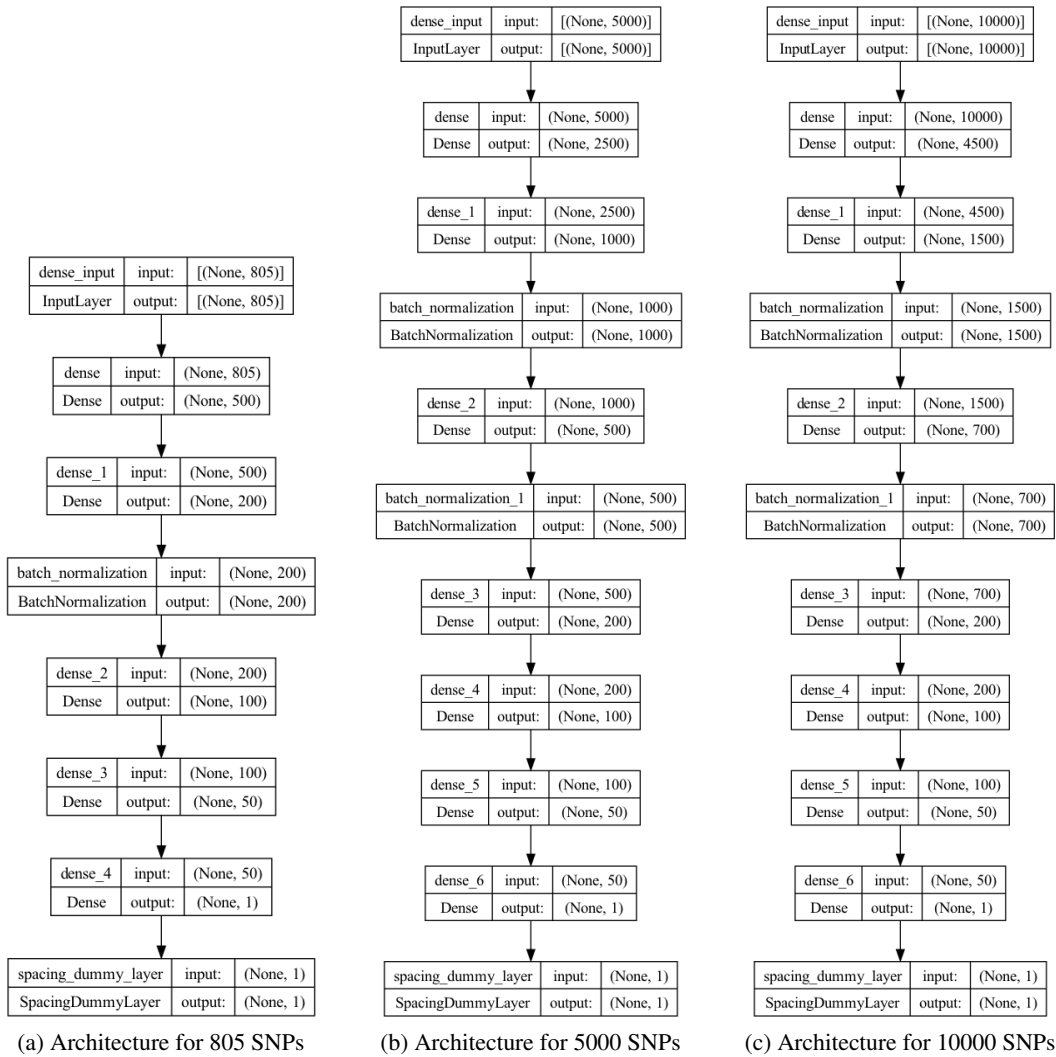 dense_input input: [(None, 805)]
InputLayer output: [(None, 805)]
dense input: (None, 805)
Dense output: (None, 500)
dense_1 input: (None, 500)
Dense output: (None, 200)
batch_normalization input: (None, 200)
BatchNormalization output: (None, 200)
dense_2 input: (None, 200)
Dense output: (None, 100)
dense_3 input: (None, 100)
Dense output: (None, 50)
dense_4 input: (None, 50)
Dense output: (None, 1)
spacing_dummy_layer input: (None, 1)
SpacingDummyLayer output: (None, 1)
(a) Architecture for 805 SNPs
dense_input input: [(None, 5000)]
InputLayer output: [(None, 5000)]
dense input: (None, 5000)
Dense output: (None, 2500)
dense_1 input: (None, 2500)
Dense output: (None, 1000)
batch_normalization input: (None, 1000)
BatchNormalization output: (None, 1000)
dense_2 input: (None, 1000)
Dense output: (None, 500)
batch_normalization_1 input: (None, 500)
BatchNormalization output: (None, 500)
dense_3 input: (None, 500)
Dense output: (None, 200)
dense_4 input: (None, 200)
Dense output: (None, 100)
dense_5 input: (None, 100)
Dense output: (None, 50)
dense_6 input: (None, 50)
Dense output: (None, 1)
spacing_dummy_layer input: (None, 1)
SpacingDummyLayer output: (None, 1)
(b) Architecture for 5000 SNPs
dense_input input: [(None, 10000)]
InputLayer output: [(None, 10000)]
dense input: (None, 10000)
Dense output: (None, 4500)
dense_1 input: (None, 4500)
Dense output: (None, 1500)
batch_normalization input: (None, 1500)
BatchNormalization output: (None, 1500)
dense_2 input: (None, 1500)
Dense output: (None, 700)
batch_normalization_1 input: (None, 700)
BatchNormalization output: (None, 700)
dense_3 input: (None, 700)
Dense output: (None, 200)
dense_4 input: (None, 200)
Dense output: (None, 100)
dense_5 input: (None, 100)
Dense output: (None, 50)
dense_6 input: (None, 50)
Dense output: (None, 1)
spacing_dummy_layer input: (None, 1)
SpacingDummyLayer output: (None, 1)
(c) Architecture for 10000 SNPs